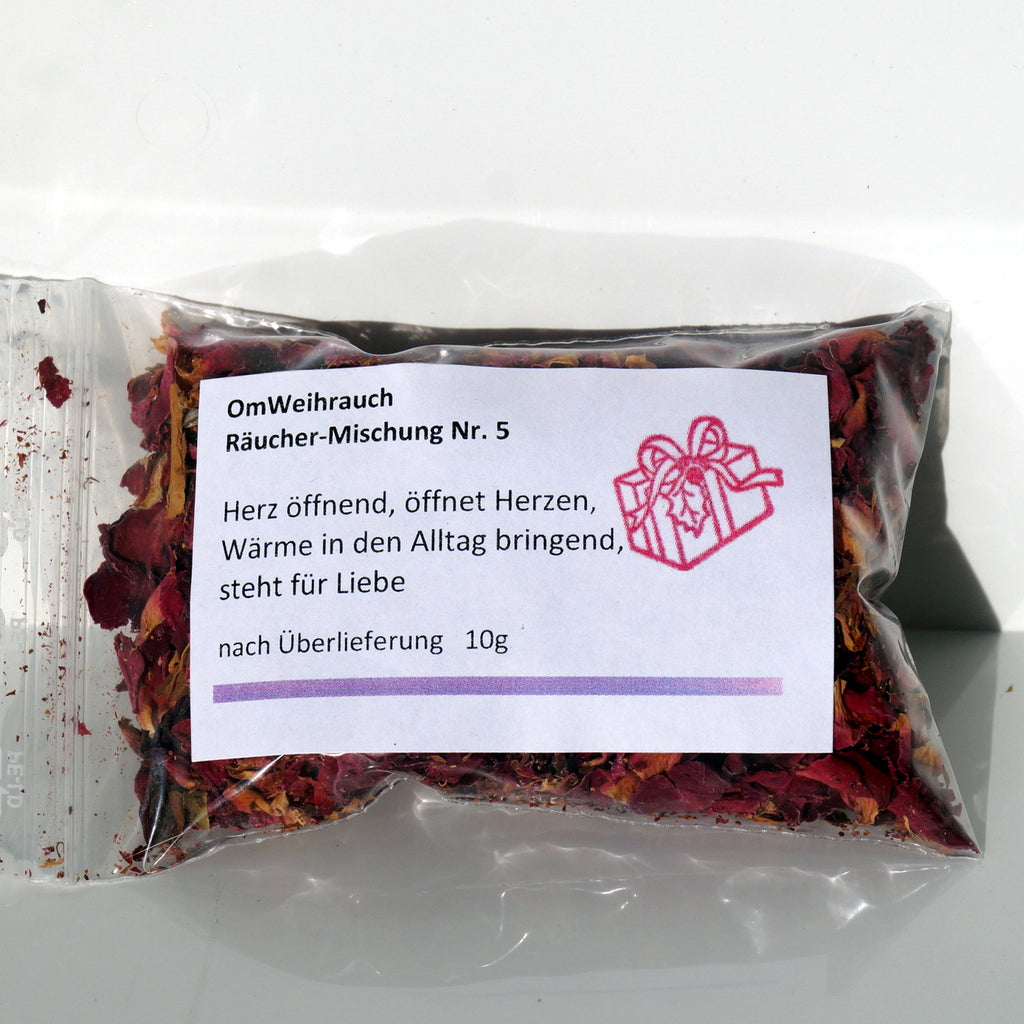 OmWeihrauch
Räucher-Mischung Nr. 5
Herz öffnend, öffnet Herzen,
Wärme in den Alltag bringend,
steht für Liebe
nach Überlieferung 10g